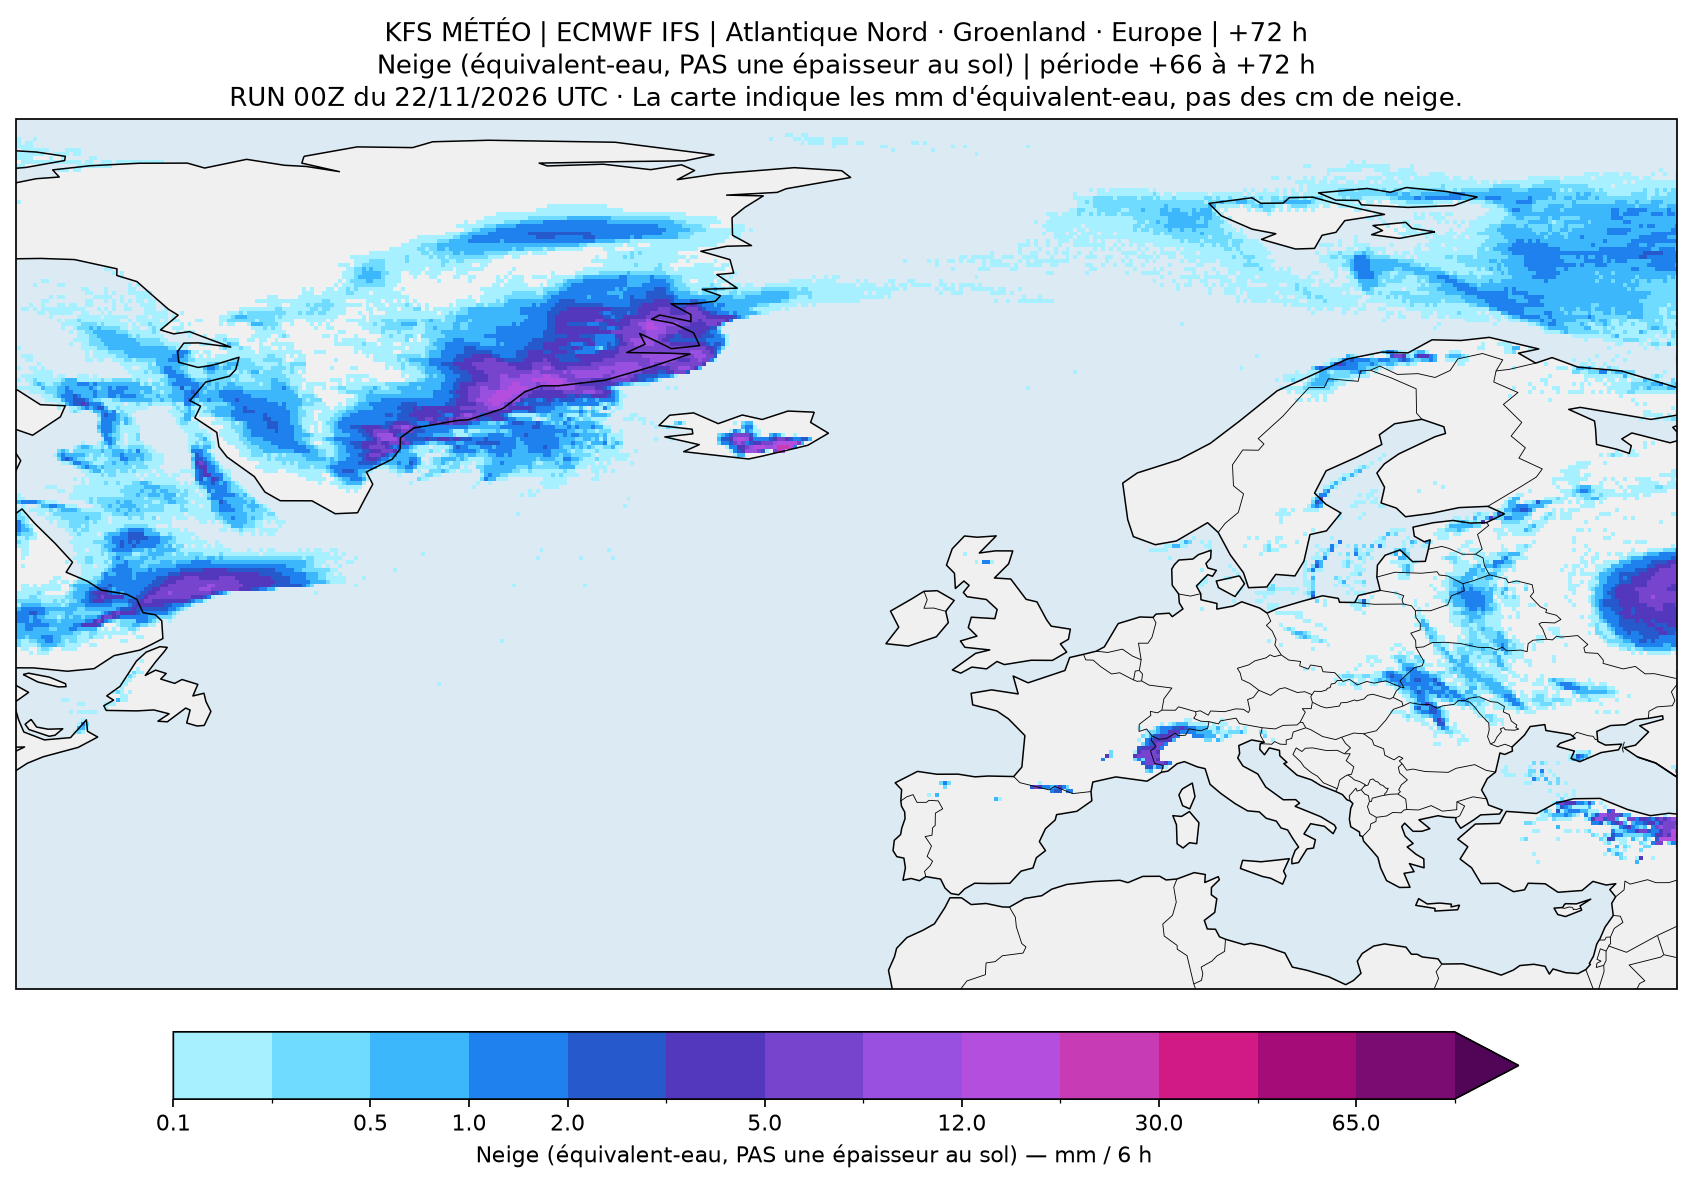 KFS MÉTÉO | ECMWF IFS | Atlantique Nord · Groenland · Europe | +72 h
Neige (équivalent-eau, PAS une épaisseur au sol) | période +66 à +72 h
RUN 00Z du 22/11/2026 UTC · La carte indique les mm d'équivalent-eau, pas des cm de neige.
0.1 0.5 1.0 2.0 5.0 12.0 30.0 65.0
Neige (équivalent-eau, PAS une épaisseur au sol) — mm / 6 h